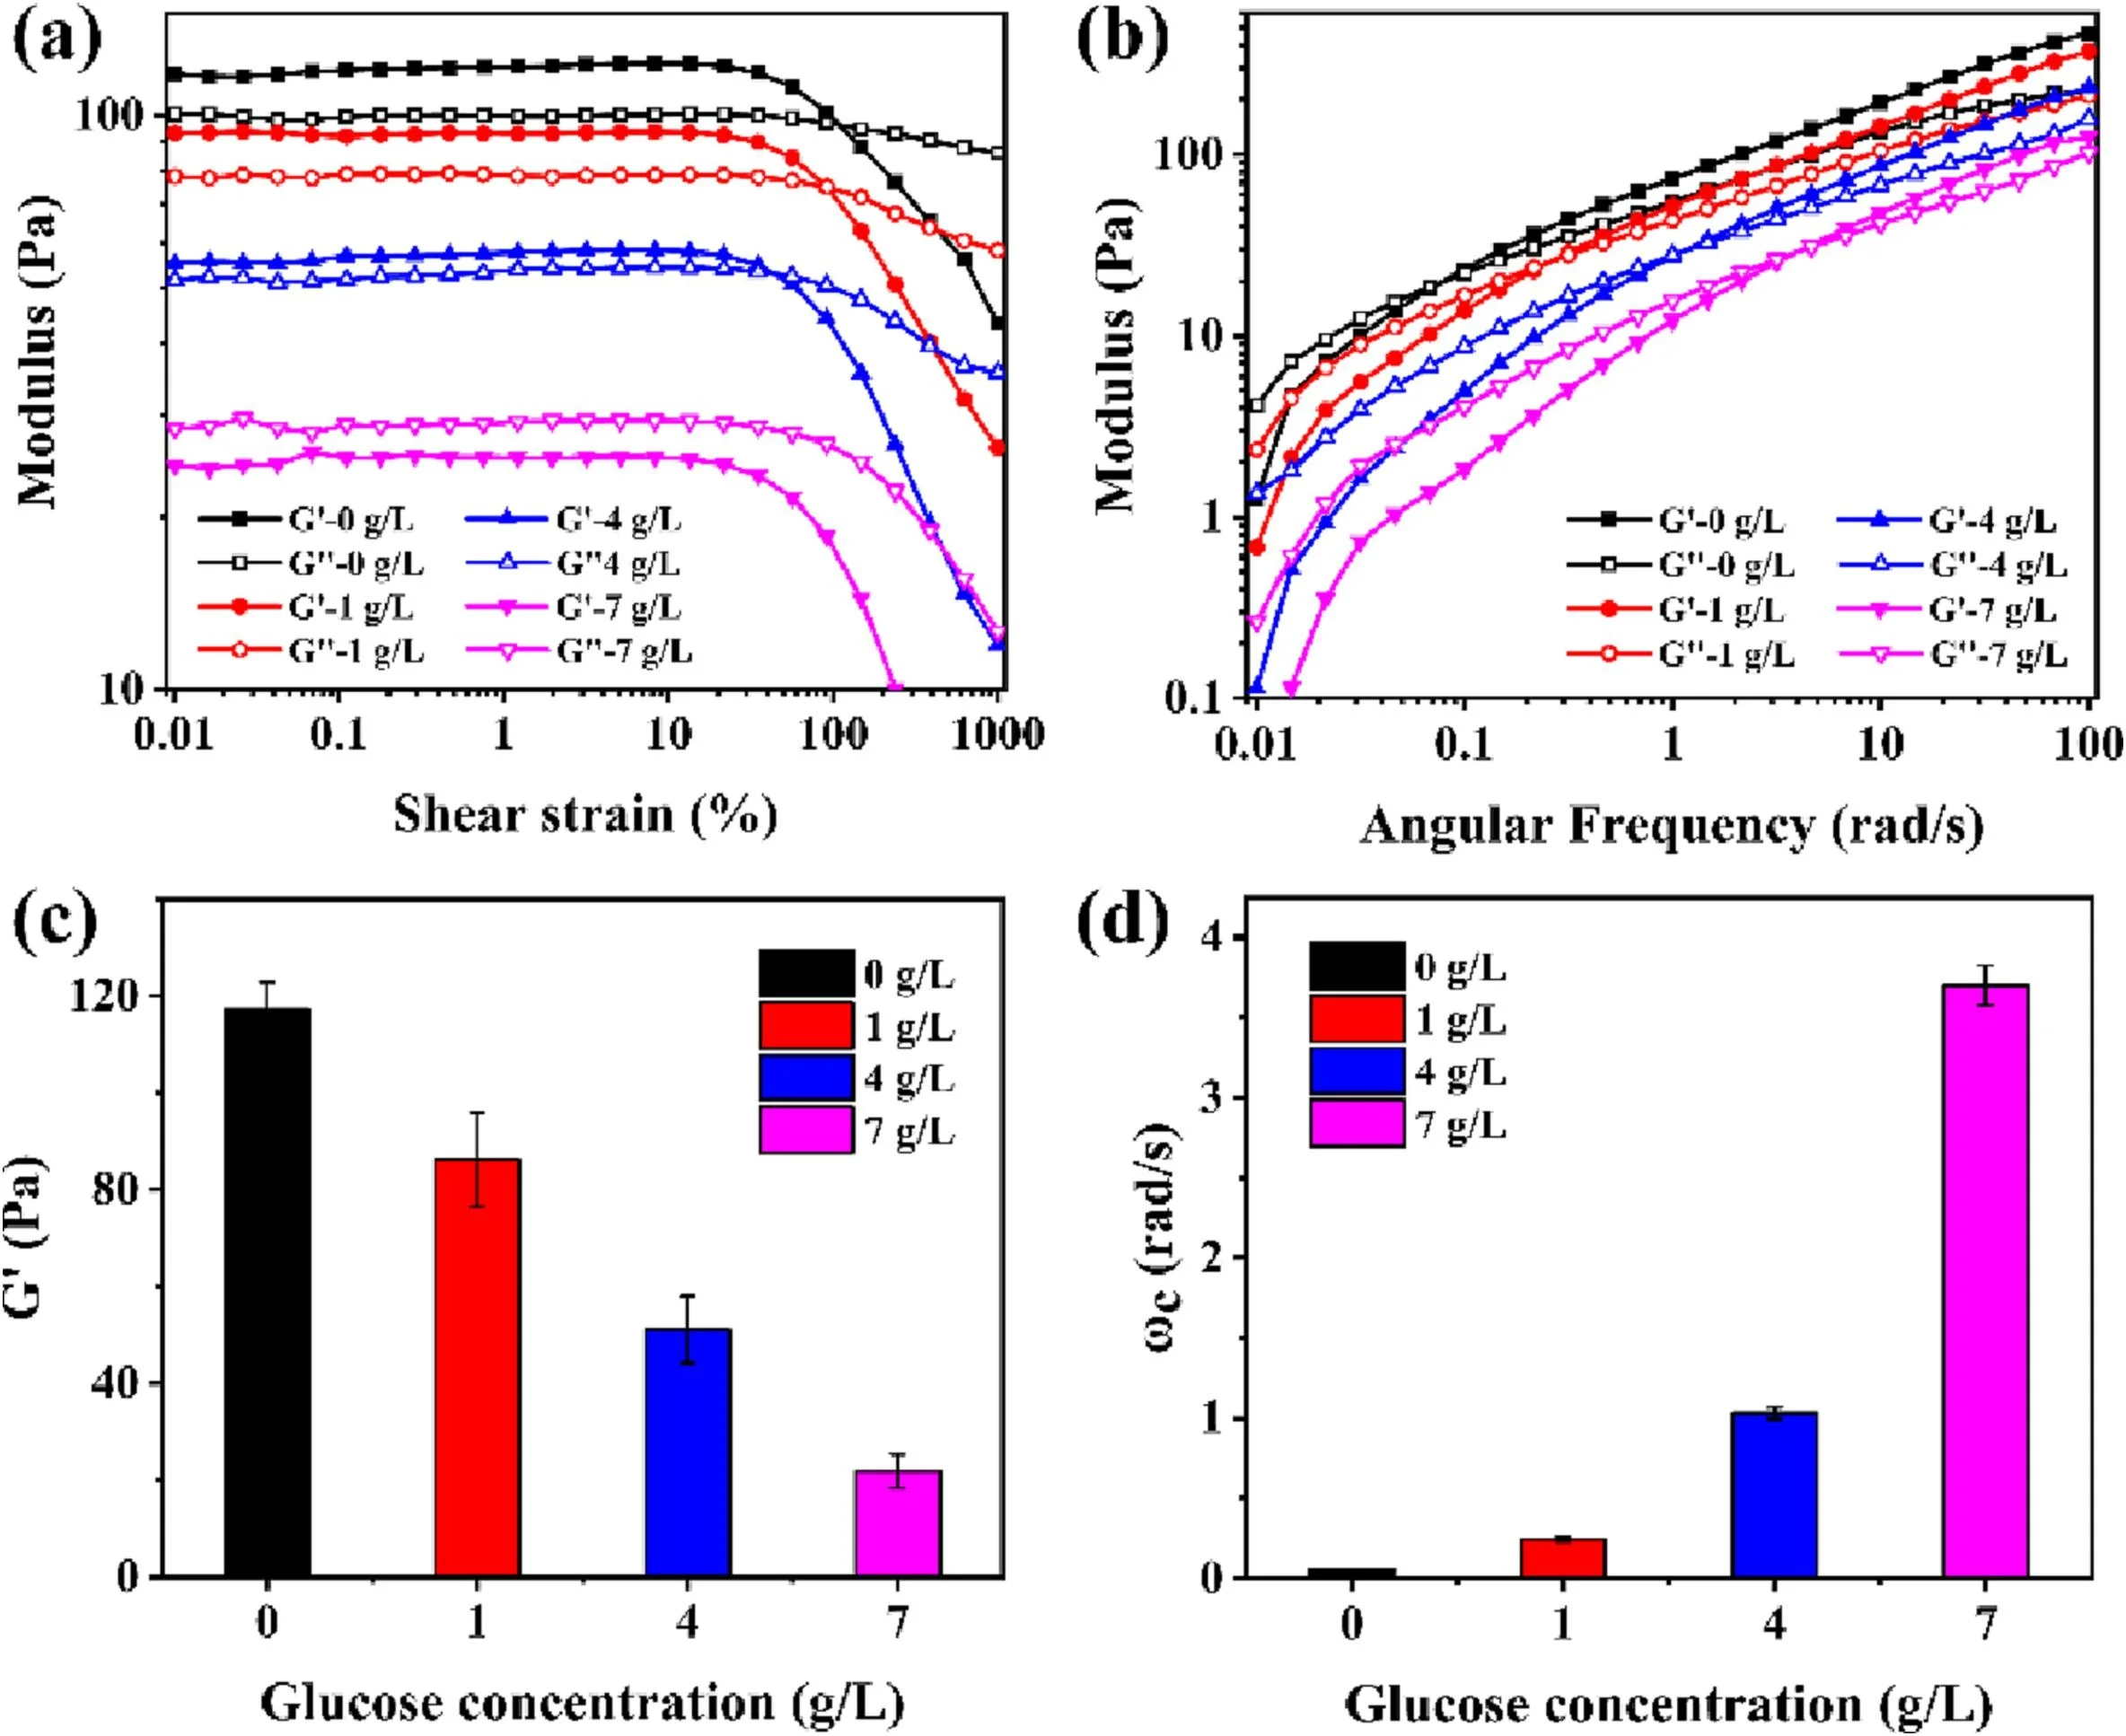 (a)
100
10
Modulus (Pa)
G'-0 g/L
G''-0 g/L
G'-1 g/L
G''-1 g/L
G'-4 g/L
G''4 g/L
G'-7 g/L
G''-7 g/L
0.01 0.1 1 10 100 1000
Shear strain (%)
(b)
100
10
1
0.1
Modulus (Pa)
G'-0 g/L
G''-0 g/L
G'-1 g/L
G''-1 g/L
G'-4 g/L
G''-4 g/L
G'-7 g/L
G''-7 g/L
0.01 0.1 1 10 100
Angular Frequency (rad/s)
(c)
120
80
40
0
G' (Pa)
0 g/L
1 g/L
4 g/L
7 g/L
0 1 4 7
Glucose concentration (g/L)
(d)
4
3
2
1
0
ωc (rad/s)
0 g/L
1 g/L
4 g/L
7 g/L
0 1 4 7
Glucose concentration (g/L)